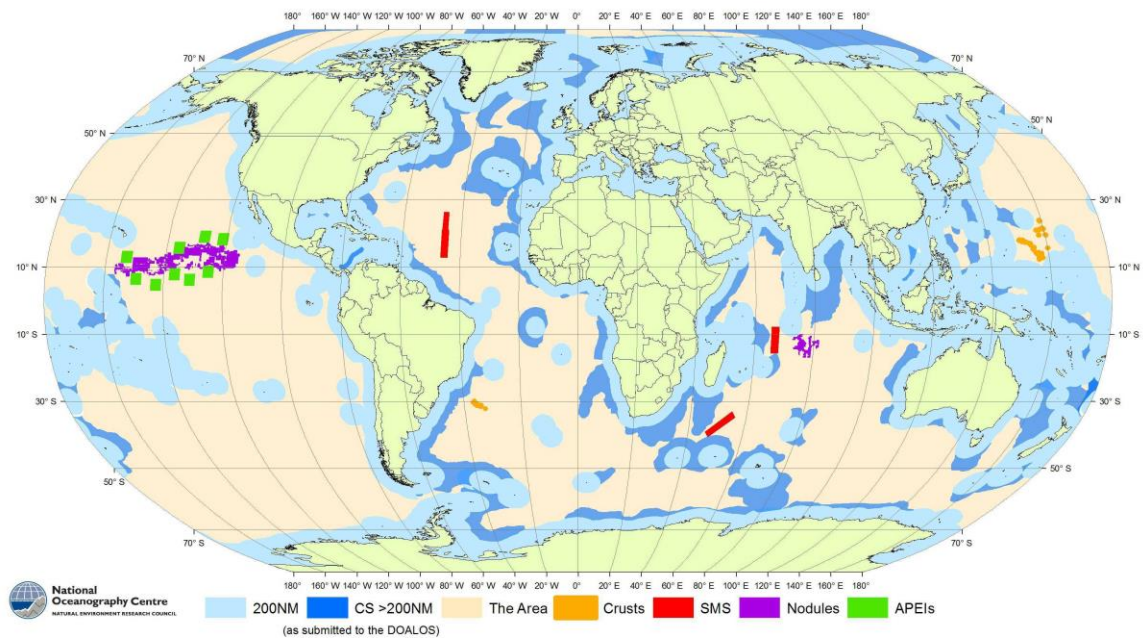 180° 160° W 140° W 120° W 100° W 80° W 60° W 40° W 20° W 0° 20° E 40° E 60° E 80° E 100° E 120° E 140° E 160° E 180°
70° N 70° N
50° N 50° N
30° N 30° N
10° N 10° N
10° S 10° S
30° S 30° S
50° S 50° S
70° S 70° S
180° 160° W 140° W 120° W 100° W 80° W 60° W 40° W 20° W 0° 20° E 40° E 60° E 80° E 100° E 120° E 140° E 160° E 180°
National
Oceanography Centre
NATURAL ENVIRONMENT RESEARCH COUNCIL
200NM CS >200NM The Area Crusts SMS Nodules APEIs
(as submitted to the DOALOS)